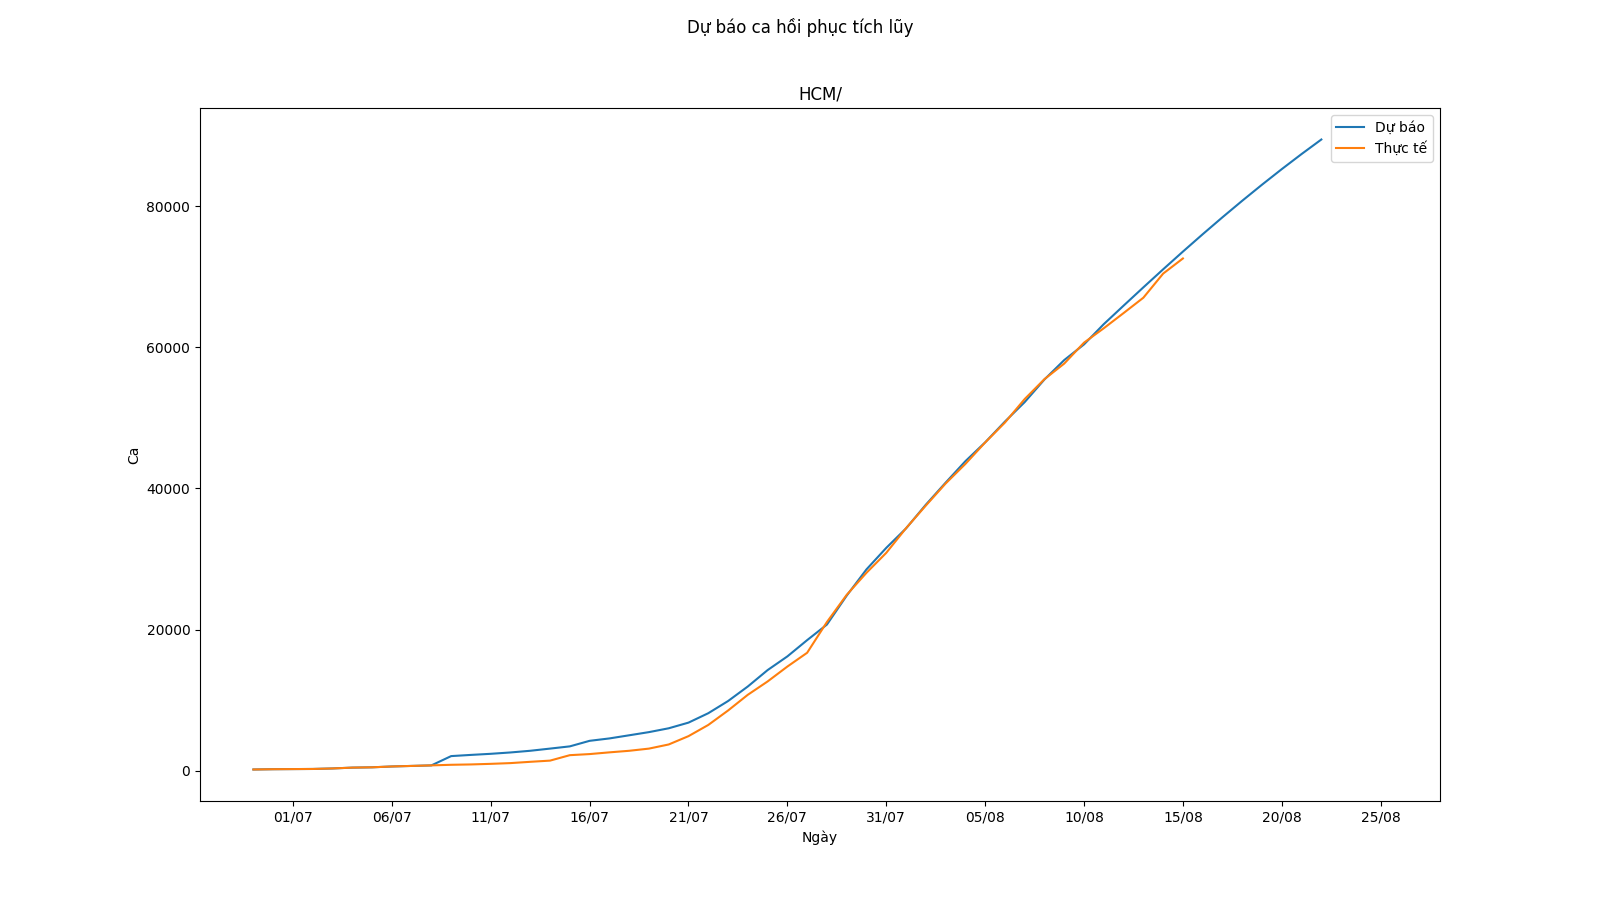 Dự báo ca hồi phục tích lũy
HCM/
Dự báo
Thực tế
80000
60000
40000
20000
0
Ca
01/07 06/07 11/07 16/07 21/07 26/07 31/07 05/08 10/08 15/08 20/08 25/08
Ngày